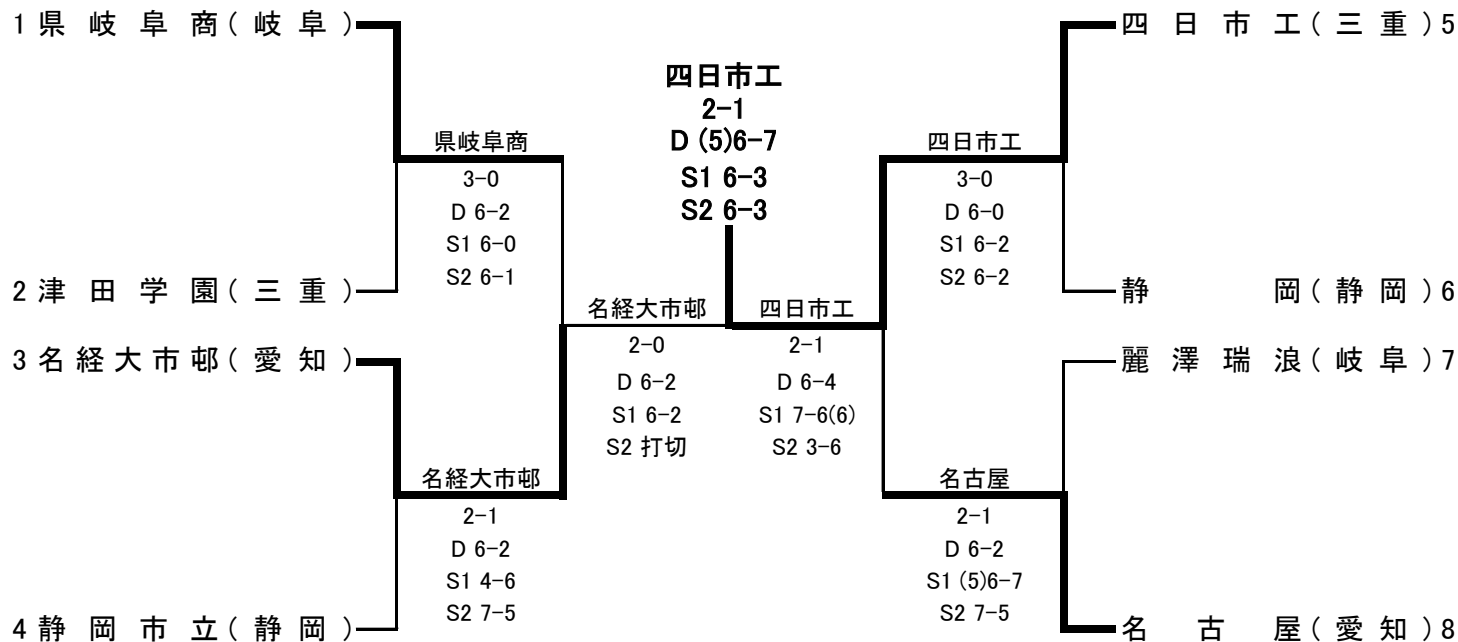 1 県岐阜商(岐阜)
四日市工(三重) 5
四日市工
2-1
D (5)6-7
S1 6-3
S2 6-3
県岐阜商
3-0
D 6-2
S1 6-0
S2 6-1
四日市工
3-0
D 6-0
S1 6-2
S2 6-2
2 津田学園(三重)
静岡(静岡) 6
名経大市邨
2-0
D 6-2
S1 6-2
S2 打切
四日市工
2-1
D 6-4
S1 7-6(6)
S2 3-6
3 名経大市邨(愛知)
麗澤瑞浪(岐阜) 7
名経大市邨
2-1
D 6-2
S1 4-6
S2 7-5
名古屋
2-1
D 6-2
S1 (5)6-7
S2 7-5
4 静岡市立(静岡)
名古屋(愛知) 8